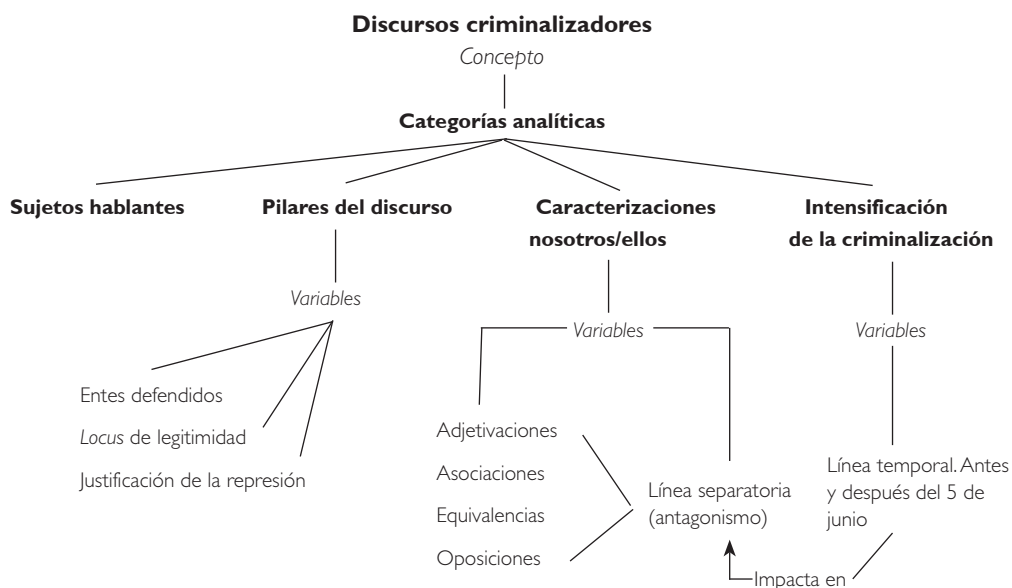 Discursos criminalizadores
Concepto
Categorías analíticas
Sujetos hablantes
Pilares del discurso
Caracterizaciones
nosotros/ellos
Intensificación
de la criminalización
Variables
Variables
Variables
Entes defendidos
Locus de legitimidad
Justificación de la represión
Adjetivaciones
Asociaciones
Equivalencias
Oposiciones
Línea separatoria
(antagonismo)
Línea temporal. Antes
y después del 5 de
junio
Impacta en